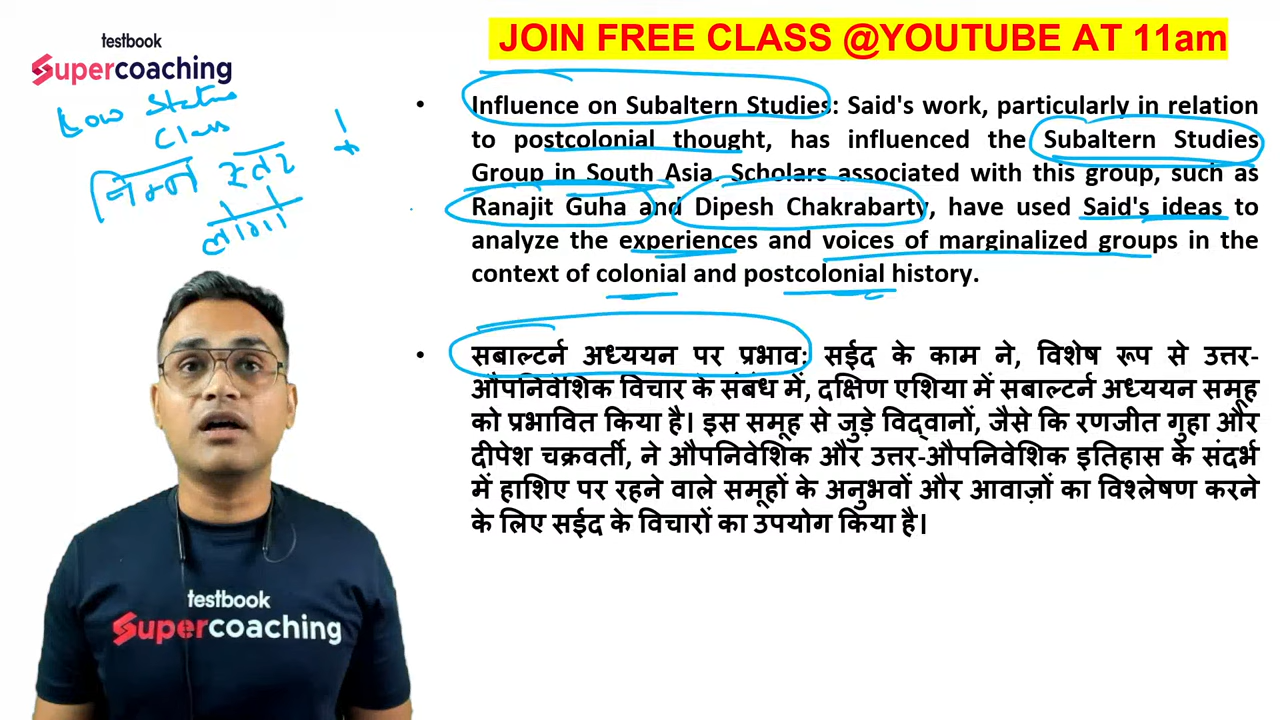 testbook
Supercoaching
JOIN FREE CLASS @YOUTUBE AT 11am
Low Status
Class
निम्न स्तर
लोगों
• Influence on Subaltern Studies: Said's work, particularly in relation
to postcolonial thought, has influenced the Subaltern Studies
Group in South Asia. Scholars associated with this group, such as
Ranajit Guha and Dipesh Chakrabarty, have used Said's ideas to
analyze the experiences and voices of marginalized groups in the
context of colonial and postcolonial history.
• सबाल्टर्न अध्ययन पर प्रभाव: सईद के काम ने, विशेष रूप से उत्तर-
औपनिवेशिक विचार के संबंध में, दक्षिण एशिया में सबाल्टर्न अध्ययन समूह
को प्रभावित किया है। इस समूह से जुड़े विद्वानों, जैसे कि रणजीत गुहा और
दीपेश चक्रवर्ती, ने औपनिवेशिक और उत्तर-औपनिवेशिक इतिहास के संदर्भ
में हाशिए पर रहने वाले समूहों के अनुभवों और आवाज़ों का विश्लेषण करने
के लिए सईद के विचारों का उपयोग किया है।
testbook
Supercoaching